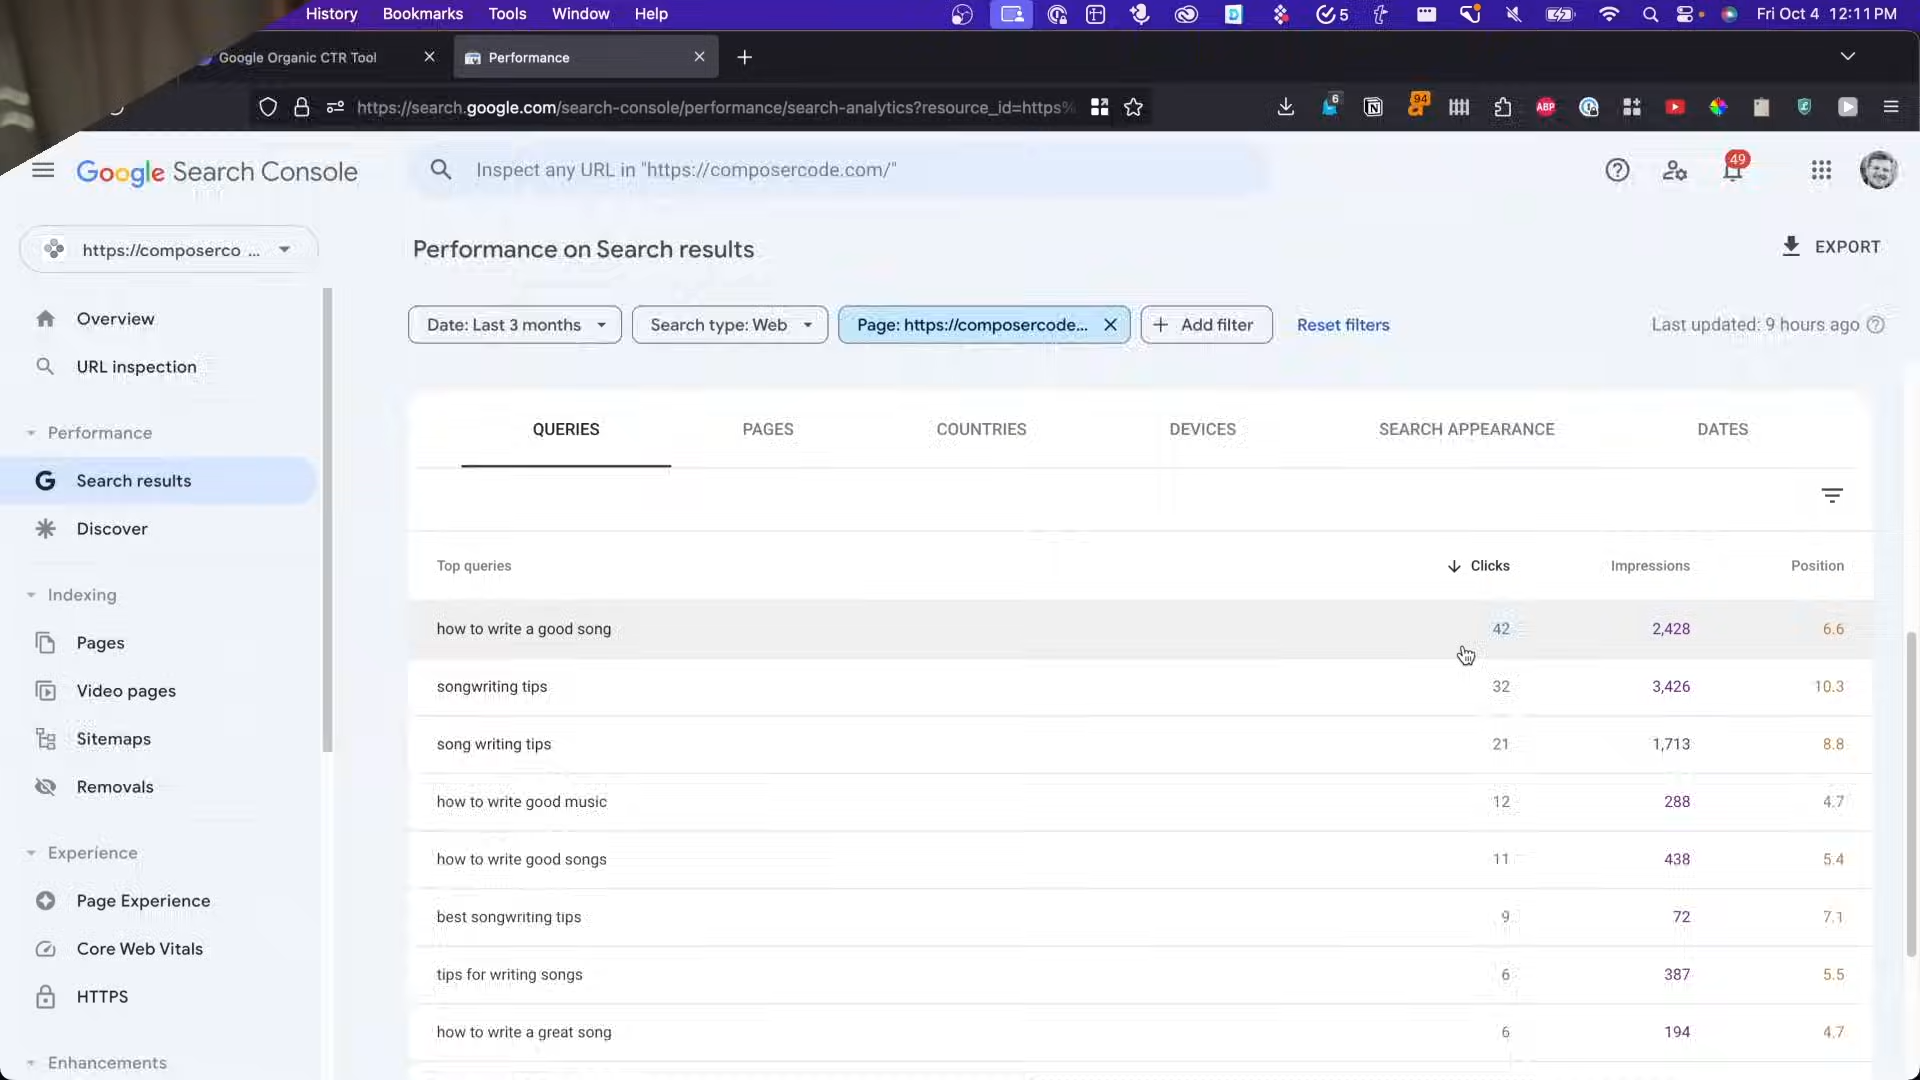 History Bookmarks Tools Window Help 5 Fri Oct 4 12:11PM
Google Organic CTR Tool Performance
https://search.google.com/search-console/performance/search-analytics?resource_id=https% 6 94 ABP
Google Search Console Inspect any URL in "https://composercode.com/" 49
https://composerco ... Performance on Search results EXPORT
Date: Last 3 months Search type: Web Page: https://composercode... Add filter Reset filters Last updated: 9 hours ago
Overview
URL inspection
Performance
Search results
Discover
Indexing
Pages
Video pages
Sitemaps
Removals
Experience
Page Experience
Core Web Vitals
HTTPS
Enhancements
QUERIES PAGES COUNTRIES DEVICES SEARCH APPEARANCE DATES
Top queries Clicks Impressions Position
how to write a good song 42 2,428 6.6
songwriting tips 32 3,426 10.3
song writing tips 21 1,713 8.8
how to write good music 12 288 4.7
how to write good songs 11 438 5.4
best songwriting tips 9 72 7.1
tips for writing songs 6 387 5.5
how to write a great song 6 194 4.7